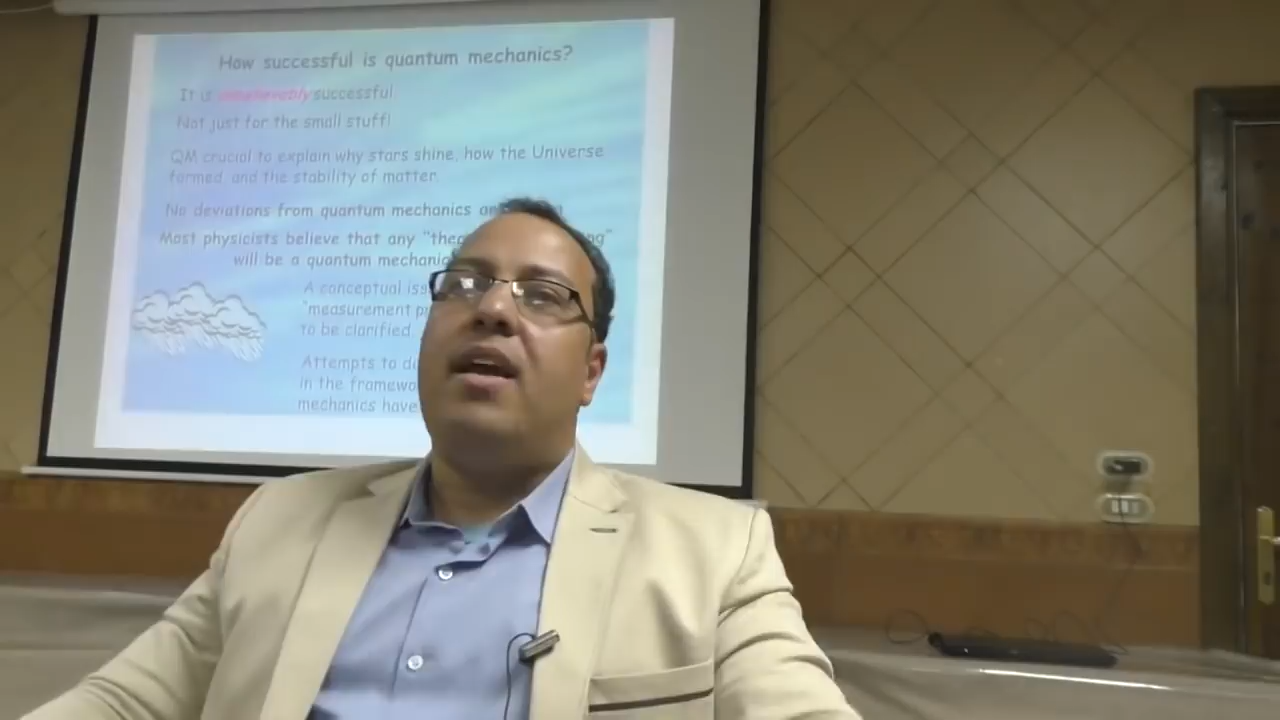 How successful is quantum mechanics?
It is unbelievably successful
Not just for the small stuff!
QM crucial to explain why stars shine, how the Universe
formed, and the stability of matter.
No deviations from quantum mechanics are
Most physicists believe that any "theo
will be a quantum mechanic
A conceptual iss
"measurement pr
to be clarified.
Attempts to d
in the framewo
mechanics have